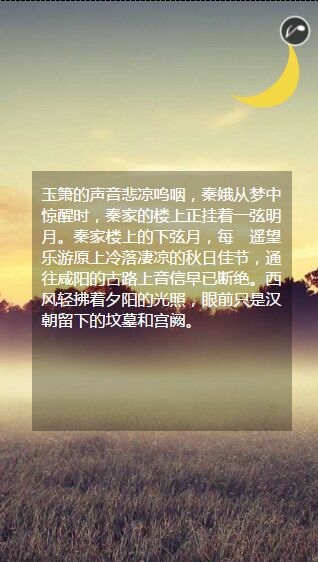 玉箫的声音悲凉呜咽，秦娥从梦中
惊醒时，秦家的楼上正挂着一弦明
月。秦家楼上的下弦月，每　遥望
乐游原上冷落凄凉的秋日佳节，通
往咸阳的古路上音信早已断绝。西
风轻拂着夕阳的光照，眼前只是汉
朝留下的坟墓和宫阙。